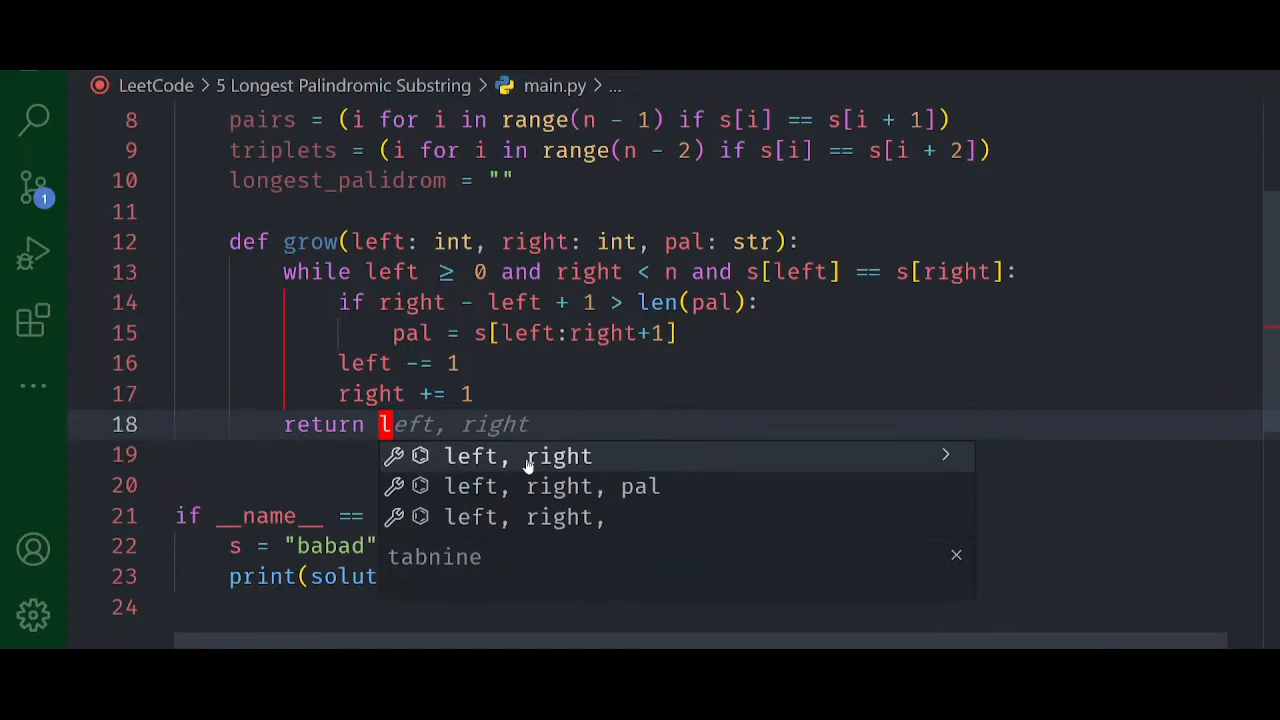 LeetCode > 5 Longest Palindromic Substring > main.py > ...
8 pairs = (i for i in range(n - 1) if s[i] == s[i + 1])
9 triplets = (i for i in range(n - 2) if s[i] == s[i + 2])
10 longest_palidrom = ""
11
12 def grow(left: int, right: int, pal: str):
13 while left ≥ 0 and right < n and s[left] == s[right]:
14 if right - left + 1 > len(pal):
15 pal = s[left:right+1]
16 left -= 1
17 right += 1
18 return left, right
19 left, right
20 left, right, pal
21 if __name__ == left, right,
22 s = "babad"
tabnine
23 print(solut
24
1